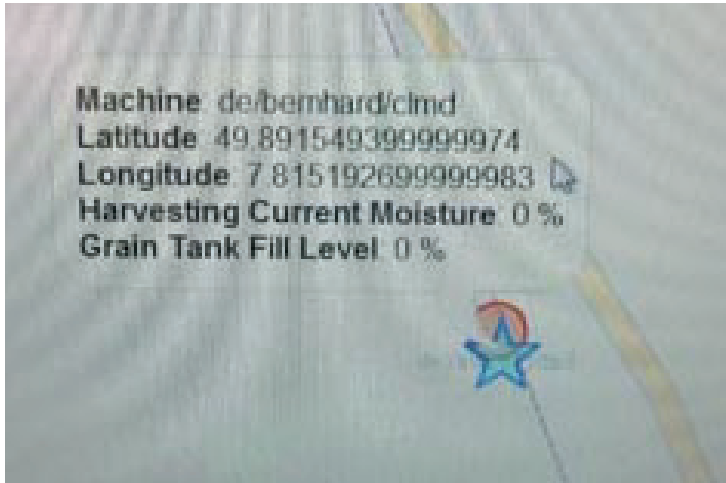 Machine de/bernhard/clmd
Latitude 49.891549399999974
Longitude 7.815192699999983
Harvesting Current Moisture 0 %
Grain Tank Fill Level 0 %